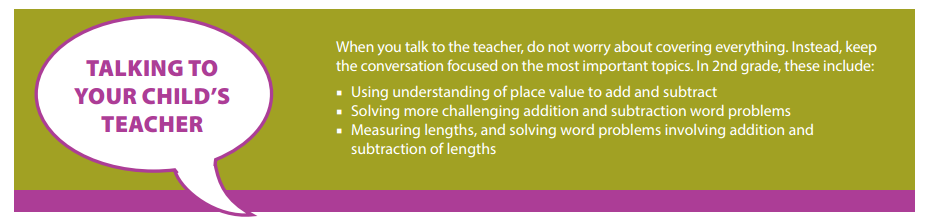 TALKING TO
YOUR CHILD'S
TEACHER
When you talk to the teacher, do not worry about covering everything. Instead, keep
the conversation focused on the most important topics. In 2nd grade, these include:
▪ Using understanding of place value to add and subtract
▪ Solving more challenging addition and subtraction word problems
▪ Measuring lengths, and solving word problems involving addition and
subtraction of lengths